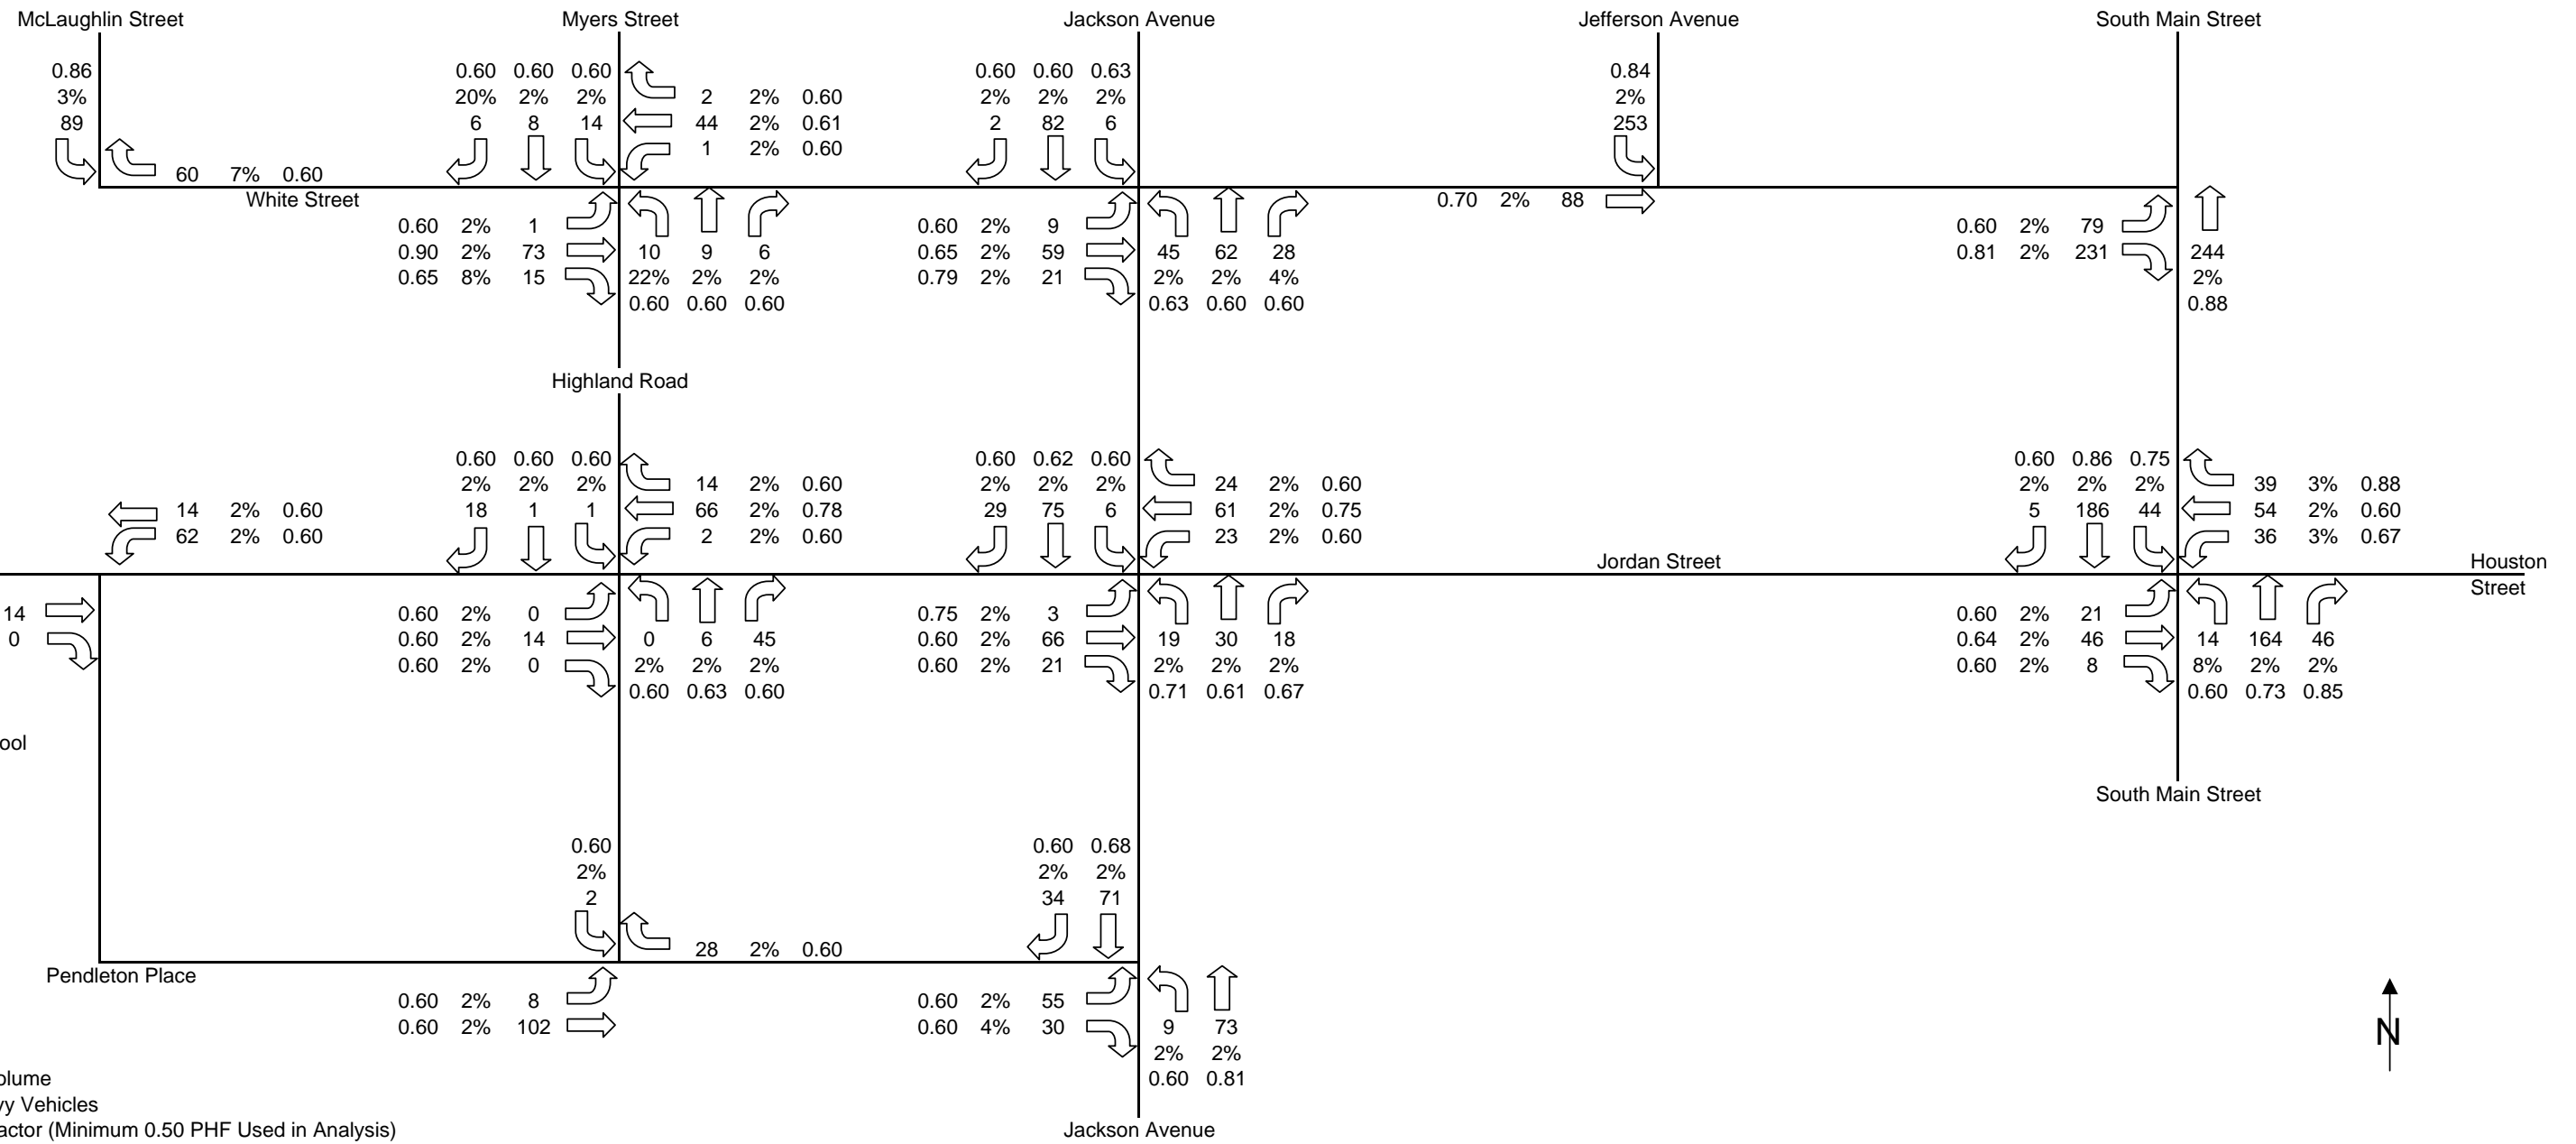 McLaughlin Street Myers Street Jackson Avenue Jefferson Avenue South Main Street
0.86 0.60 0.60 0.60 0.60 0.60 0.63 0.84
3% 20% 2% 2% 2 2% 0.60 2% 2% 2% 2%
89 6 8 14 44 2% 0.61 2 82 6 253
1 2% 0.60
60 7% 0.60
White Street 0.70 2% 88
0.60 2% 1 0.60 2% 9 0.60 2% 79
0.90 2% 73 10 9 6 0.65 2% 59 45 62 28 0.81 2% 231 244
0.65 8% 15 22% 2% 2% 0.79 2% 21 2% 2% 4% 2%
0.60 0.60 0.60 0.63 0.60 0.60 0.88
Highland Road
0.60 0.60 0.60 0.60 0.62 0.60 0.60 0.86 0.75
2% 2% 2% 14 2% 0.60 2% 2% 2% 24 2% 0.60 2% 2% 2% 39 3% 0.88
14 2% 0.60 18 1 1 66 2% 0.78 29 75 6 61 2% 0.75 5 186 44 54 2% 0.60
62 2% 0.60 2 2% 0.60 23 2% 0.60 36 3% 0.67
Jordan Street Houston
Street
14 0.60 2% 0 0.75 2% 3 0.60 2% 21
0 0.60 2% 14 0 6 45 0.60 2% 66 19 30 18 0.64 2% 46 14 164 46
0.60 2% 0 2% 2% 2% 0.60 2% 21 2% 2% 2% 0.60 2% 8 8% 2% 2%
0.60 0.63 0.60 0.71 0.61 0.67 0.60 0.73 0.85
ool
South Main Street
0.60 0.60 0.68
2% 2% 2%
2 34 71
28 2% 0.60
Pendleton Place
0.60 2% 8 0.60 2% 55
0.60 2% 102 0.60 4% 30 9 73
2% 2%
0.60 0.81
N
olume
vy Vehicles
actor (Minimum 0.50 PHF Used in Analysis) Jackson Avenue